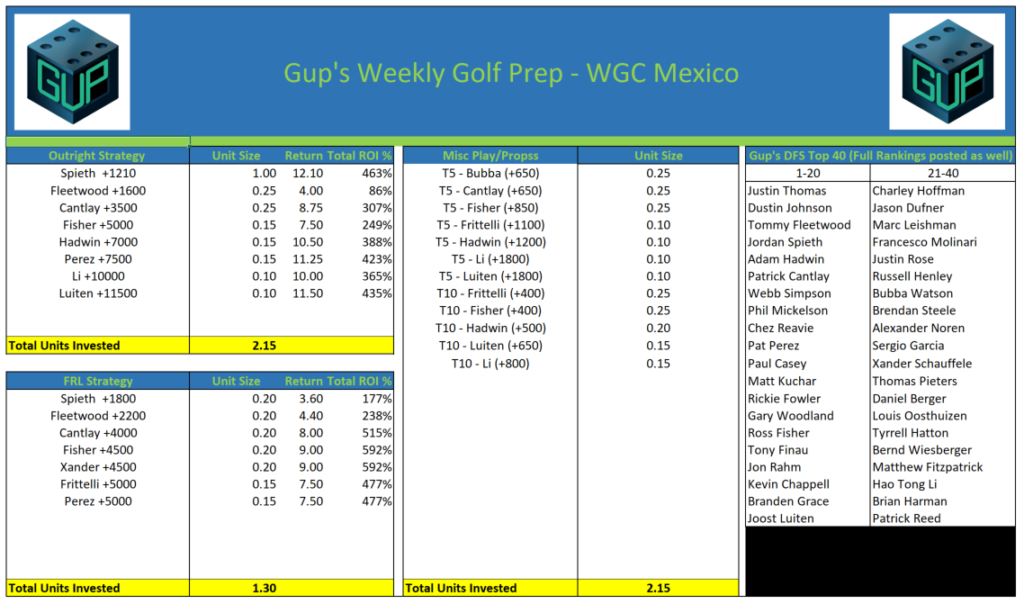 GUP
Gup's Weekly Golf Prep - WGC Mexico
GUP
Outright Strategy Unit Size Return Total ROI %
Spieth +1210 1.00 12.10 463%
Fleetwood +1600 0.25 4.00 86%
Cantlay +3500 0.25 8.75 307%
Fisher +5000 0.15 7.50 249%
Hadwin +7000 0.15 10.50 388%
Perez +7500 0.15 11.25 423%
Li +10000 0.10 10.00 365%
Luiten +11500 0.10 11.50 435%
Total Units Invested 2.15
FRL Strategy Unit Size Return Total ROI %
Spieth +1800 0.20 3.60 177%
Fleetwood +2200 0.20 4.40 238%
Cantlay +4000 0.20 8.00 515%
Fisher +4500 0.20 9.00 592%
Xander +4500 0.20 9.00 592%
Frittelli +5000 0.15 7.50 477%
Perez +5000 0.15 7.50 477%
Total Units Invested 1.30
Misc Play/Propss Unit Size
T5 - Bubba (+650) 0.25
T5 - Cantlay (+650) 0.25
T5 - Fisher (+850) 0.25
T5 - Frittelli (+1100) 0.10
T5 - Hadwin (+1200) 0.10
T5 - Li (+1800) 0.10
T5 - Luiten (+1800) 0.10
T10 - Frittelli (+400) 0.25
T10 - Fisher (+400) 0.25
T10 - Hadwin (+500) 0.20
T10 - Luiten (+650) 0.15
T10 - Li (+800) 0.15
Total Units Invested 2.15
Gup's DFS Top 40 (Full Rankings posted as well)
1-20 21-40
Justin Thomas Charley Hoffman
Dustin Johnson Jason Dufner
Tommy Fleetwood Marc Leishman
Jordan Spieth Francesco Molinari
Adam Hadwin Justin Rose
Patrick Cantlay Russell Henley
Webb Simpson Bubba Watson
Phil Mickelson Brendan Steele
Chez Reavie Alexander Noren
Pat Perez Sergio Garcia
Paul Casey Xander Schauffele
Matt Kuchar Thomas Pieters
Rickie Fowler Daniel Berger
Gary Woodland Louis Oosthuizen
Ross Fisher Tyrrell Hatton
Tony Finau Bernd Wiesberger
Jon Rahm Matthew Fitzpatrick
Kevin Chappell Hao Tong Li
Branden Grace Brian Harman
Joost Luiten Patrick Reed